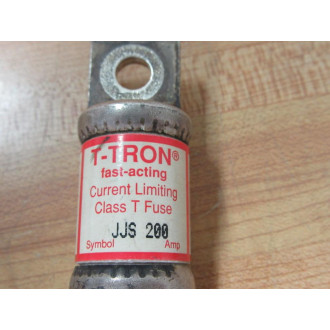 T-TRON®
fast-acting
Current Limiting
Class T Fuse
JJS 200
Symbol Amp